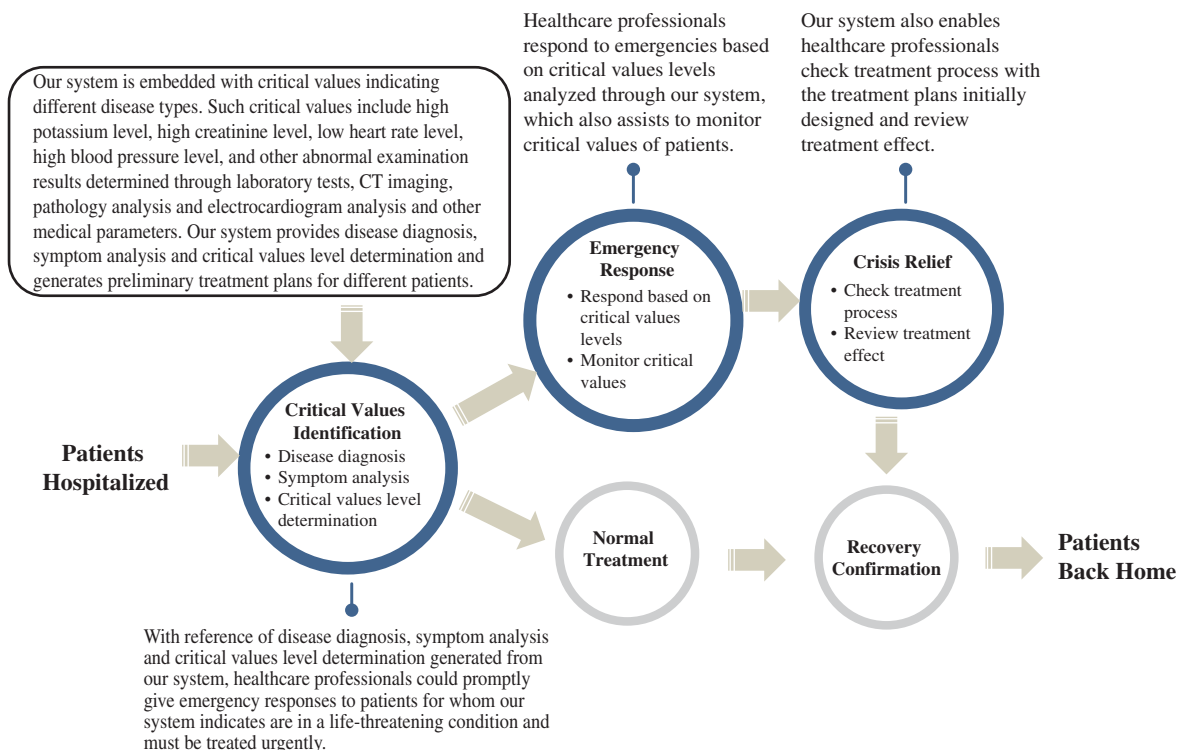 Our system is embedded with critical values indicating
different disease types. Such critical values include high
potassium level, high creatinine level, low heart rate level,
high blood pressure level, and other abnormal examination
results determined through laboratory tests, CT imaging,
pathology analysis and electrocardiogram analysis and other
medical parameters. Our system provides disease diagnosis,
symptom analysis and critical values level determination and
generates preliminary treatment plans for different patients.
Healthcare professionals
respond to emergencies based
on critical values levels
analyzed through our system,
which also assists to monitor
critical values of patients.
Our system also enables
healthcare professionals
check treatment process with
the treatment plans initially
designed and review
treatment effect.
Patients
Hospitalized
Critical Values
Identification
• Disease diagnosis
• Symptom analysis
• Critical values level
determination
Emergency
Response
• Respond based on
critical values
levels
• Monitor critical
values
Crisis Relief
• Check treatment
process
• Review treatment
effect
Normal
Treatment
Recovery
Confirmation
Patients
Back Home
With reference of disease diagnosis, symptom analysis
and critical values level determination generated from
our system, healthcare professionals could promptly
give emergency responses to patients for whom our
system indicates are in a life-threatening condition and
must be treated urgently.